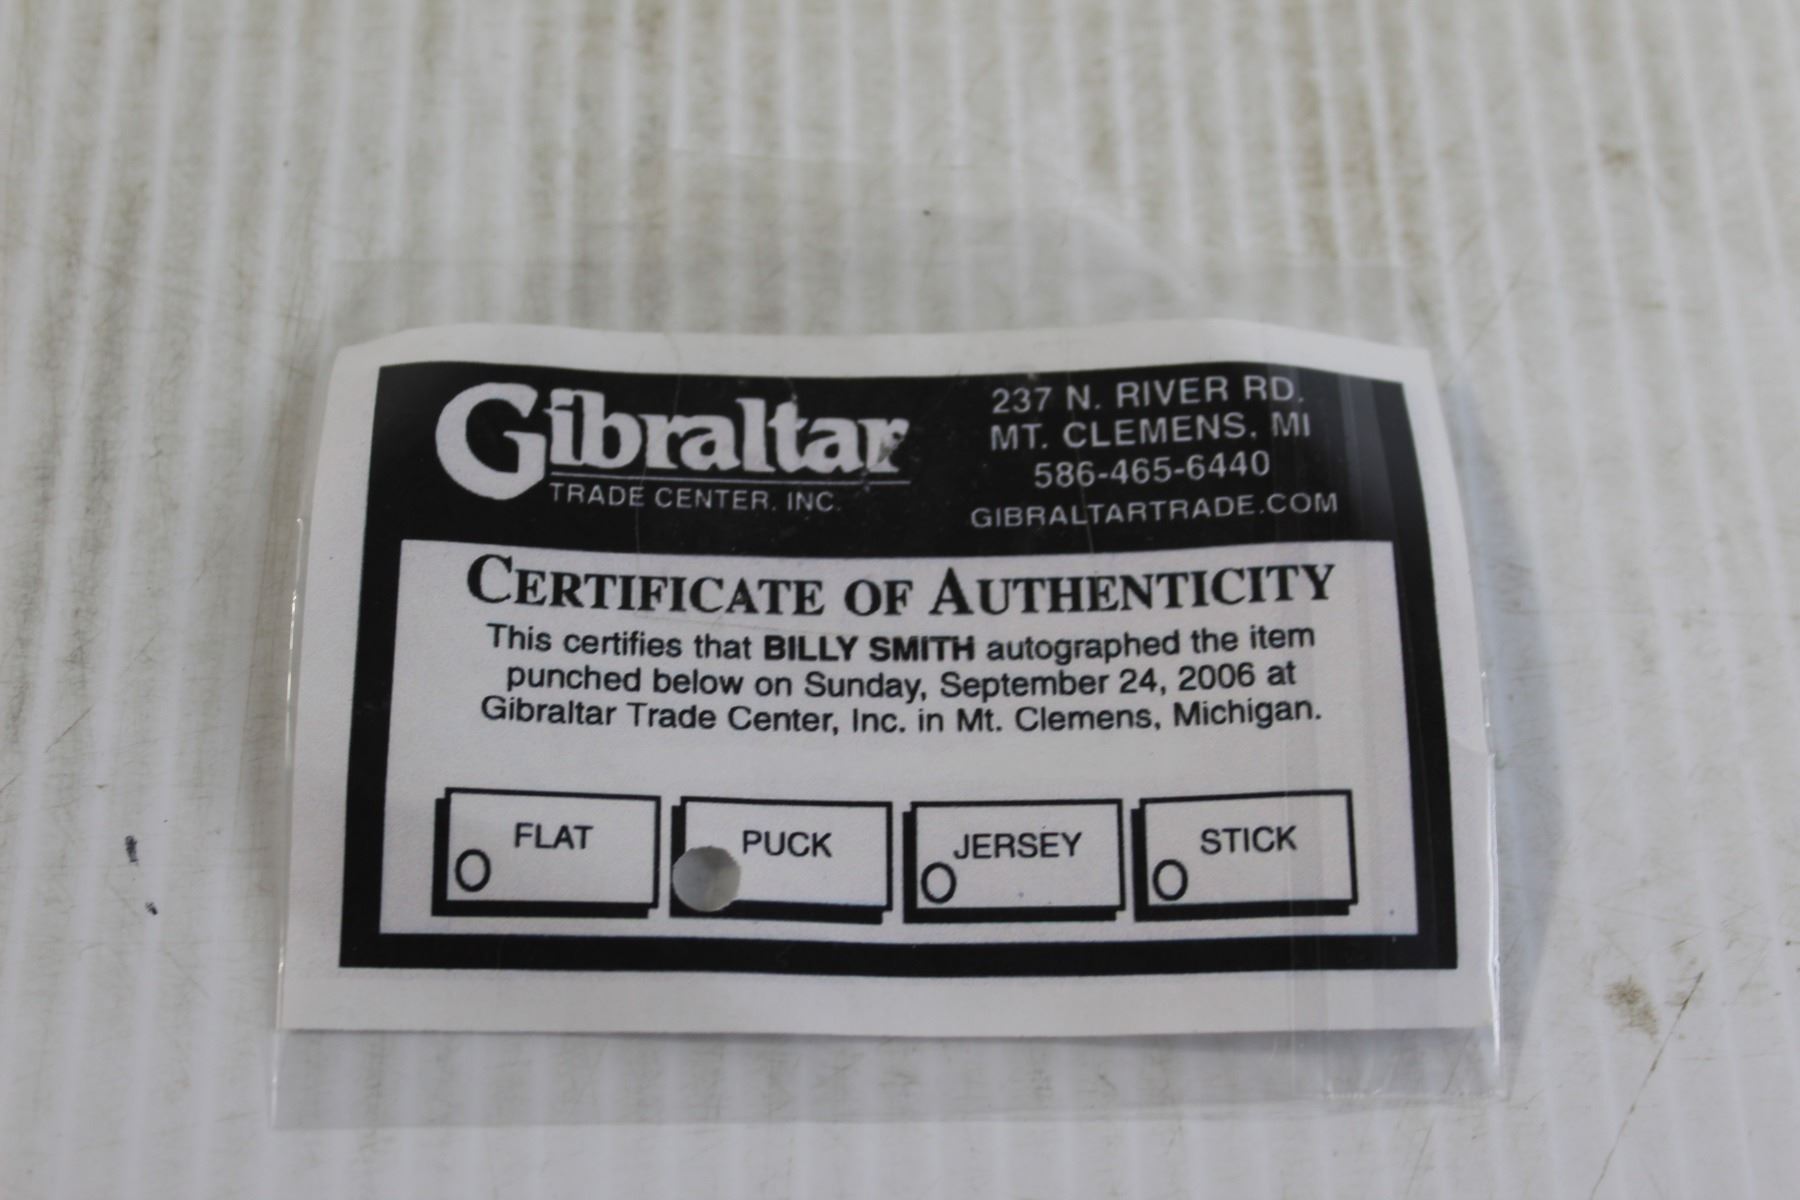 Gibraltar
TRADE CENTER, INC.
237 N. RIVER RD.
MT. CLEMENS, MI
586-465-6440
GIBRALTARTRADE.COM
CERTIFICATE OF AUTHENTICITY
This certifies that BILLY SMITH autographed the item
punched below on Sunday, September 24, 2006 at
Gibraltar Trade Center, Inc. in Mt. Clemens, Michigan.
FLAT
PUCK
JERSEY
STICK